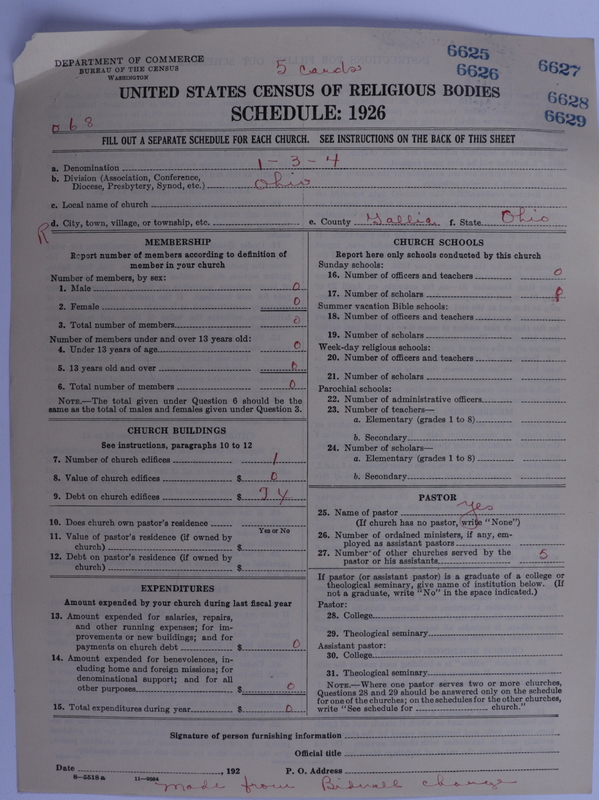 DEPARTMENT OF COMMERCE
BUREAU OF THE CENSUS
WASHINGTON
5 cards
6625
6626
6627
6628
6629
UNITED STATES CENSUS OF RELIGIOUS BODIES
SCHEDULE: 1926
068
FILL OUT A SEPARATE SCHEDULE FOR EACH CHURCH. SEE INSTRUCTIONS ON THE BACK OF THIS SHEET
a. Denomination 1-3-4
b. Division (Association, Conference,
Diocese, Presbytery, Synod, etc.) Ohio
c. Local name of church
R d. City, town, village, or township, etc. e. County Gallia f. State Ohio
MEMBERSHIP
Report number of members according to definition of
member in your church
Number of members, by sex:
1. Male 0
2. Female 0
3. Total number of members 0
Number of members under and over 13 years old:
4. Under 13 years of age 0
5. 13 years old and over 0
6. Total number of members 0
NOTE.—The total given under Question 6 should be
same as the total of males and females given under Question 3.
CHURCH BUILDINGS
See instructions, paragraphs 10 to 12
7. Number of church edifices 1
8. Value of church edifices $ 0
9. Debt on church edifices $
10. Does church own pastor's residence
Yes or No
11. Value of pastor's residence (if owned by
church) $
12. Debt on pastor's residence (if owned by
church) $
EXPENDITURES
Amount expended by your church during last fiscal year
13. Amount expended for salaries, repairs,
and other running expenses; for im-
provements or new buildings; and for
payments on church debt $ 0
14. Amount expended for benevolences, in-
cluding home and foreign missions; for
denominational support; and for all
other purposes $ 0
15. Total expenditures during year $ 0
CHURCH SCHOOLS
Report here only schools conducted by this church
Sunday schools:
16. Number of officers and teachers 0
17. Number of scholars
Summer vacation Bible schools:
18. Number of officers and teachers
19. Number of scholars
Week-day religious schools:
20. Number of officers and teachers
21. Number of scholars
Parochial schools:
22. Number of administrative officers
23. Number of teachers—
a. Elementary (grades 1 to 8)
b. Secondary
24. Number of scholars—
a. Elementary (grades 1 to 8)
b. Secondary
PASTOR
25. Name of pastor yes
(If church has no pastor, write "None")
26. Number of ordained ministers, if any, em-
ployed as assistant pastors
27. Number of other churches served by the
pastor or his assistants 5
If pastor (or assistant pastor) is a graduate of a college or
theological seminary, give name of institution below. (If
not a graduate, write "No" in the space indicated.)
Pastor:
28. College
29. Theological seminary
Assistant pastor:
30. College
31. Theological seminary
NOTE.—Where one pastor serves two or more churches,
Questions 28 and 29 should be answered only on the schedule
for one of the churches; on the schedules for the other churches,
write "See schedule for church."
Signature of person furnishing information
Official title
Date , 192 P. O. Address
8-5518a 11-9504
made from Bidwell charge